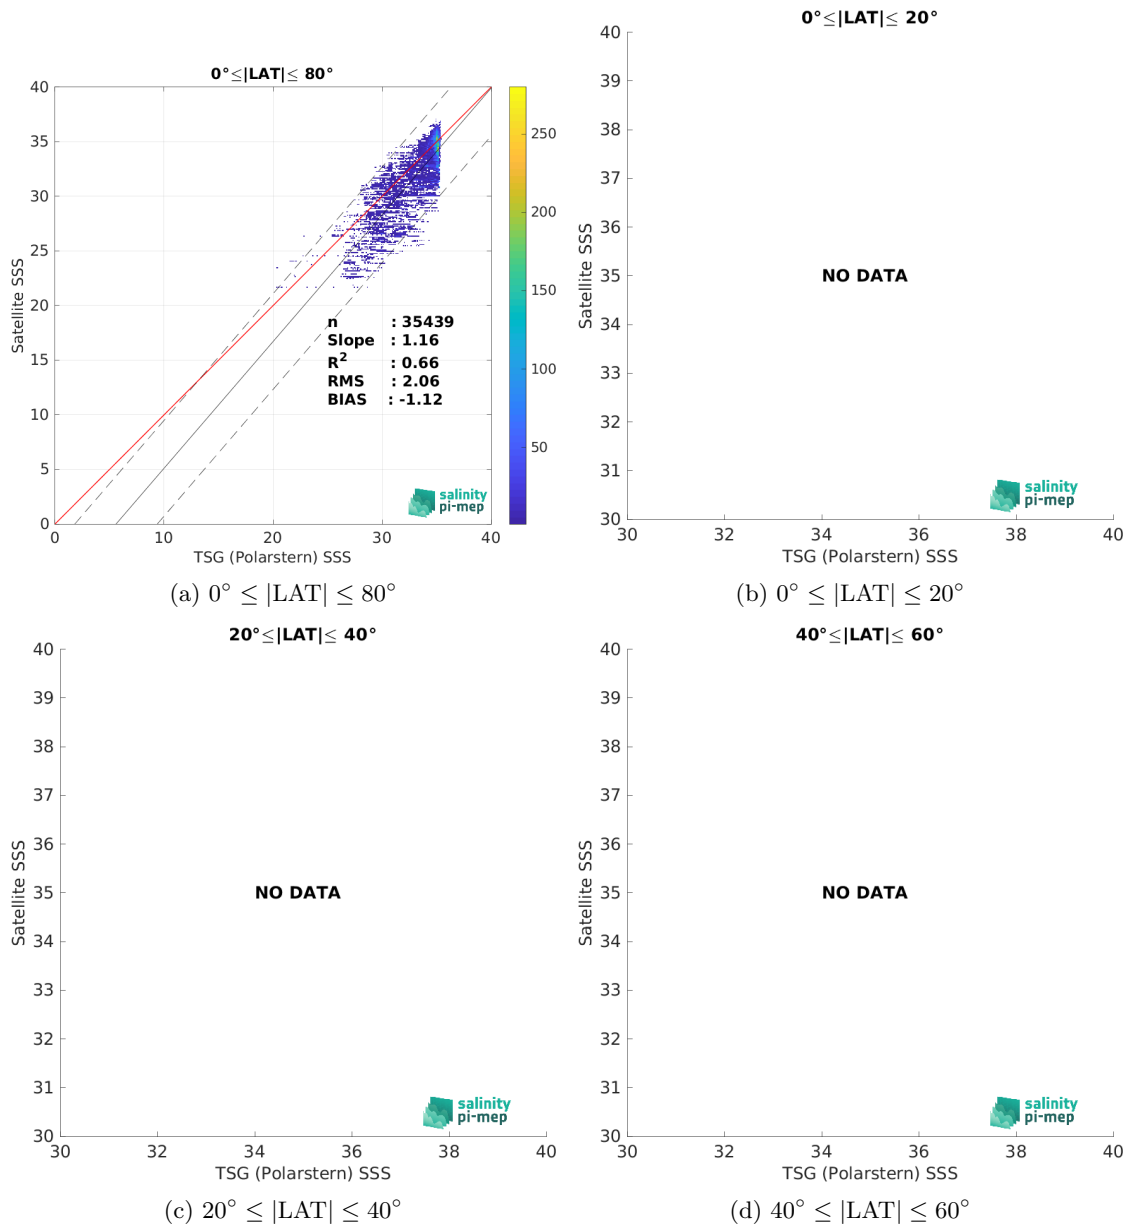 0°≤|LAT|≤ 80°
40
35
30
25
20
15
10
5
0
0
10
20
30
40
Satellite SSS
TSG (Polarstern) SSS
n : 35439
Slope : 1.16
R² : 0.66
RMS : 2.06
BIAS : -1.12
250
200
150
100
50
salinity
pi-mep
(a) 0° ≤ |LAT| ≤ 80°
0°≤|LAT|≤ 20°
40
39
38
37
36
35
34
33
32
31
30
30
32
34
36
38
40
Satellite SSS
NO DATA
TSG (Polarstern) SSS
salinity
pi-mep
(b) 0° ≤ |LAT| ≤ 20°
20°≤|LAT|≤ 40°
40
39
38
37
36
35
34
33
32
31
30
30
32
34
36
38
40
Satellite SSS
NO DATA
TSG (Polarstern) SSS
salinity
pi-mep
(c) 20° ≤ |LAT| ≤ 40°
40°≤|LAT|≤ 60°
40
39
38
37
36
35
34
33
32
31
30
30
32
34
36
38
40
Satellite SSS
NO DATA
TSG (Polarstern) SSS
salinity
pi-mep
(d) 40° ≤ |LAT| ≤ 60°